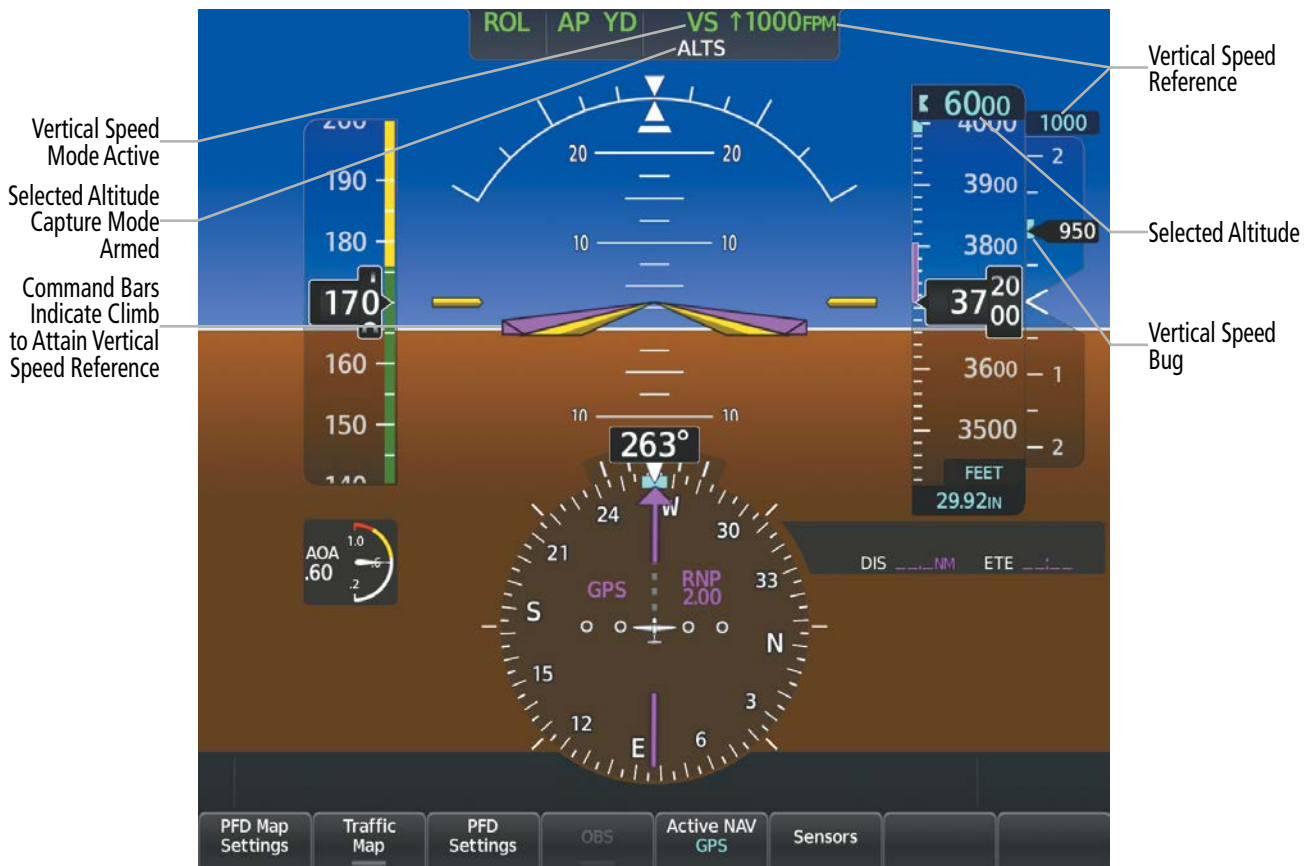 ROL AP YD VS ↑1000FPM
ALTS
Vertical Speed
Reference
Vertical Speed
Mode Active
Selected Altitude
Capture Mode
Armed
Command Bars
Indicate Climb
to Attain Vertical
Speed Reference
Selected Altitude
Vertical Speed
Bug
200
190
180
170
160
150
140
20 20
10 10
10 10
6000
4000
3900
3800
37 20
00
3600
3500
FEET
29.92IN
1000
2
950
1
2
263°
AOA
.60
1.0
.6
.2
DIS __._NM ETE __:__
24
W
30
21
33
GPS
RNP
2.00
S
N
15
3
12
E
6
PFD Map
Settings
Traffic
Map
PFD
Settings
OBS
Active NAV
GPS
Sensors